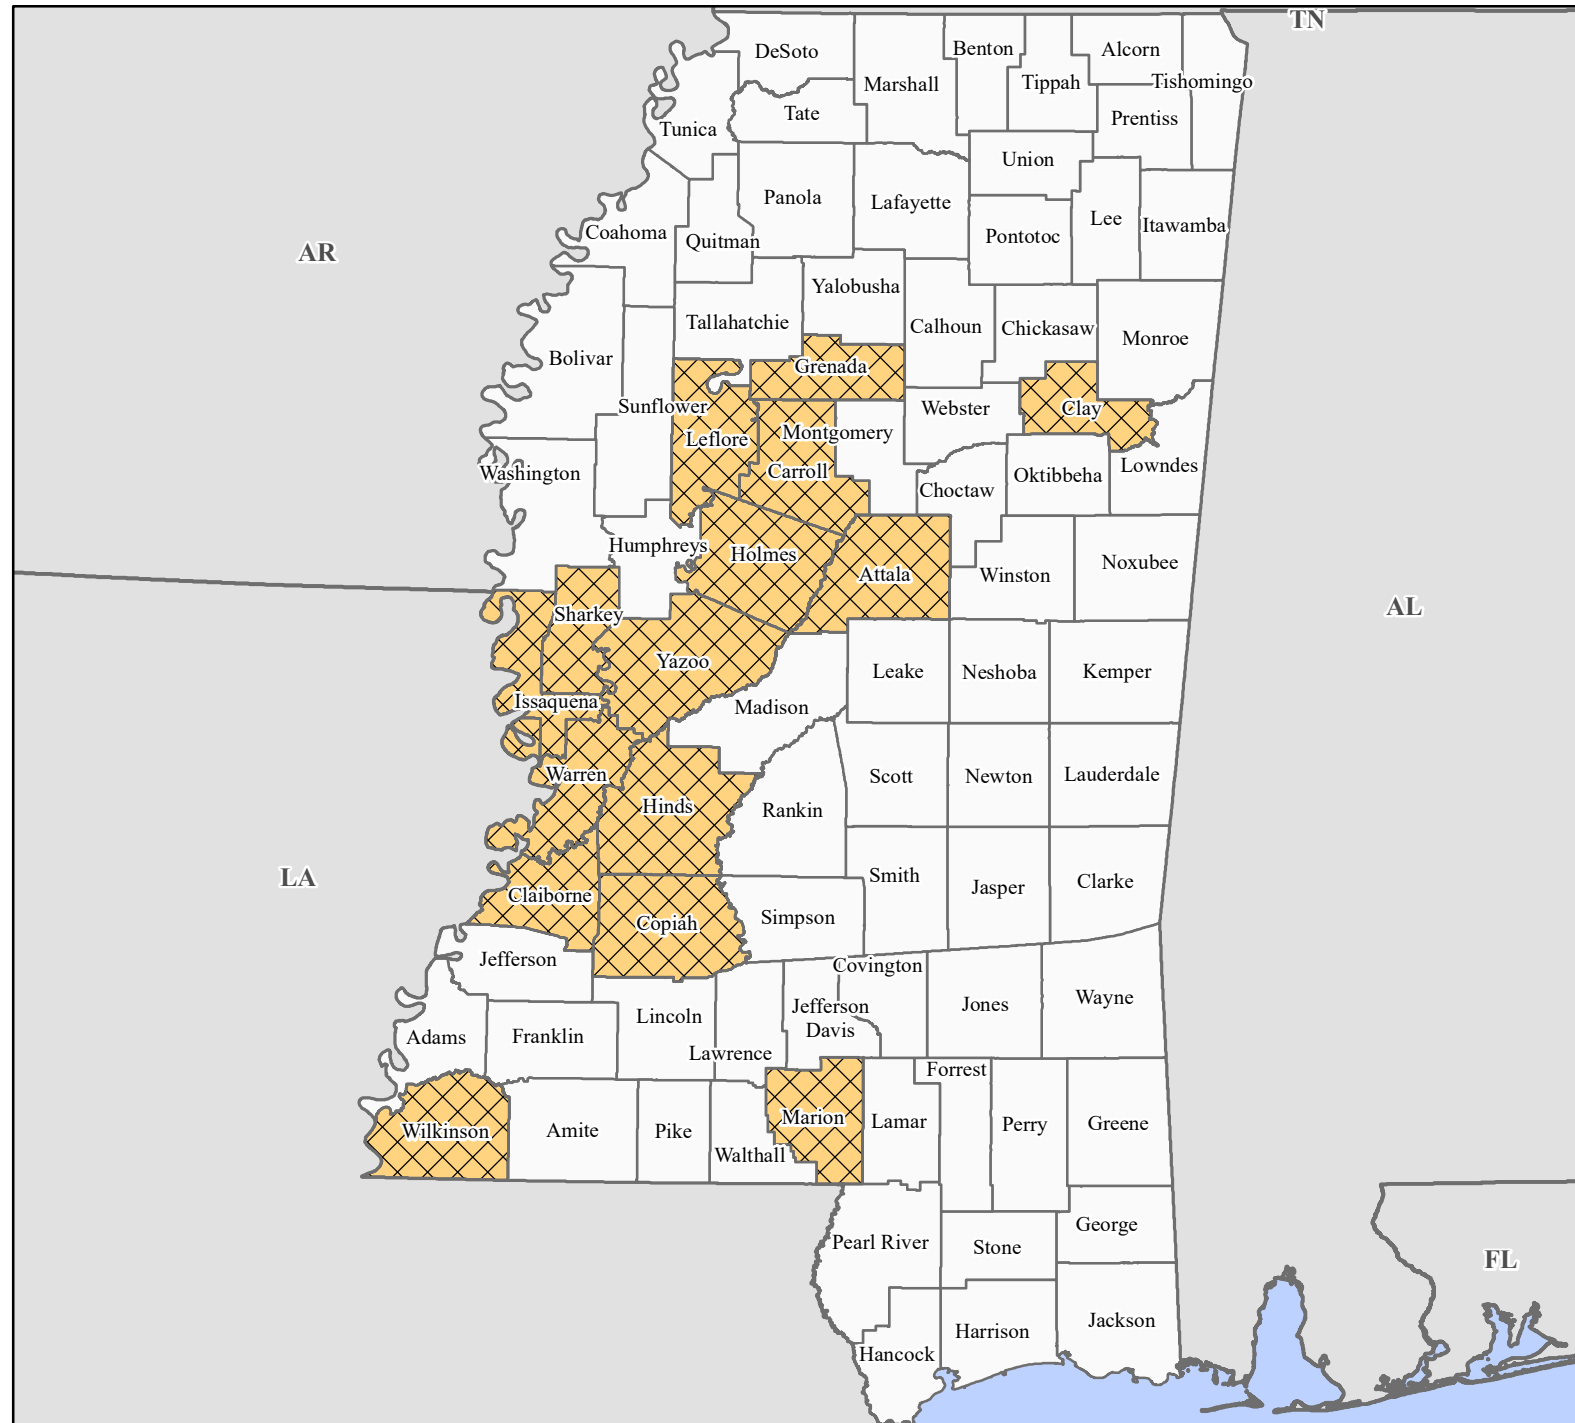 TN
DeSoto
Marshall
Benton
Tippah
Alcorn
Tishomingo
Tate
Tunica
Prentiss
Union
Panola
Lafayette
Coahoma
Quitman
Pontotoc
Lee
Itawamba
AR
Yalobusha
Tallahatchie
Calhoun
Chickasaw
Monroe
Bolivar
Grenada
Sunflower
Leflore
Montgomery
Webster
Clay
Washington
Carroll
Choctaw
Oktibbeha
Lowndes
Humphreys
Holmes
Attala
Winston
Noxubee
AL
Sharkey
Yazoo
Leake
Neshoba
Kemper
Issaquena
Madison
Warren
Hinds
Rankin
Scott
Newton
Lauderdale
LA
Claiborne
Copiah
Simpson
Smith
Jasper
Clarke
Jefferson
Covington
Adams
Franklin
Lincoln
Lawrence
Jefferson
Davis
Jones
Wayne
Forrest
Wilkinson
Amite
Pike
Walthall
Marion
Lamar
Perry
Greene
Pearl River
Stone
George
FL
Hancock
Harrison
Jackson